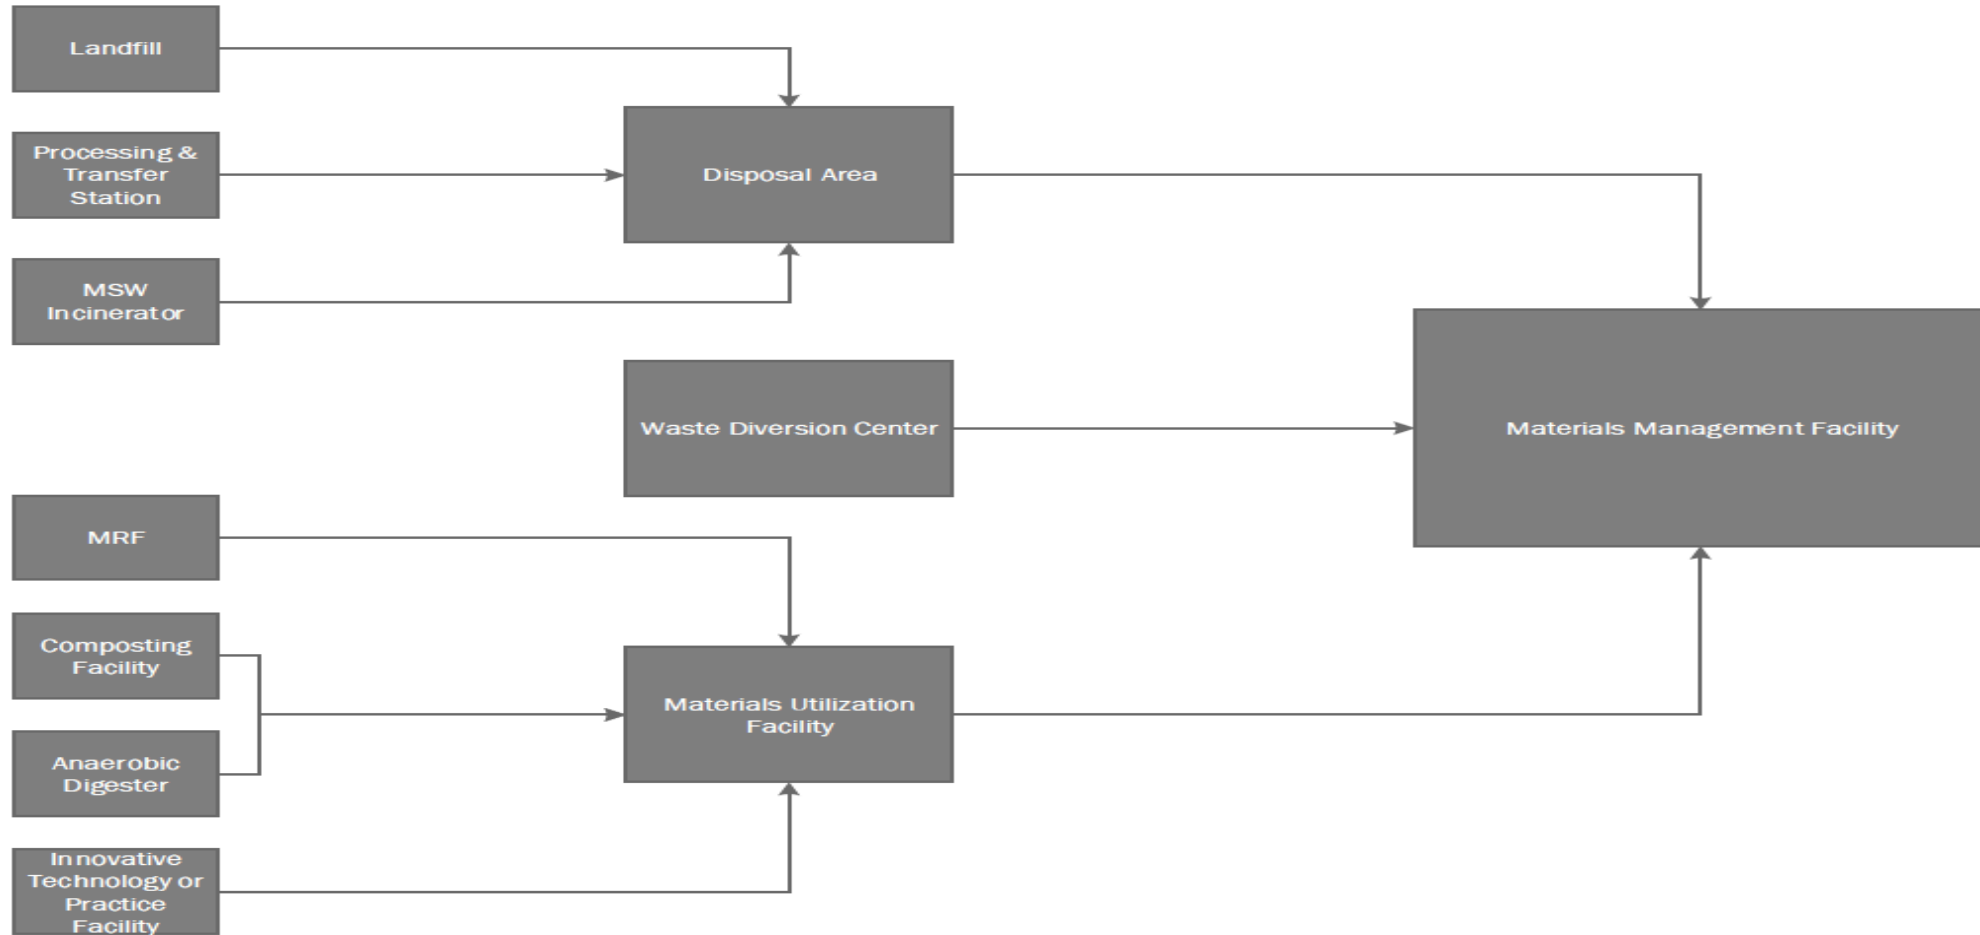 Landfill
Processing &
Transfer
Station
MSW
Incinerator
Disposal Area
Waste Diversion Center
Materials Management Facility
MRF
Composting
Facility
Anaerobic
Digester
Innovative
Technology or
Practice
Facility
Materials Utilization
Facility